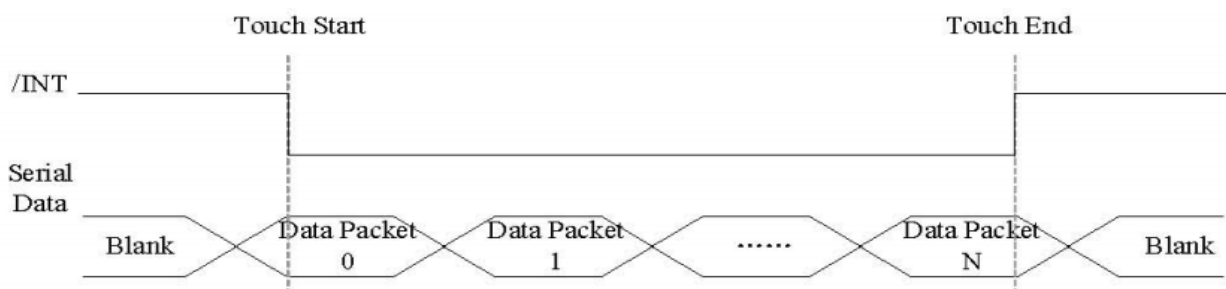 Touch Start
Touch End
/INT
Serial
Data
Blank
Data Packet
0
Data Packet
1
......
Data Packet
N
Blank